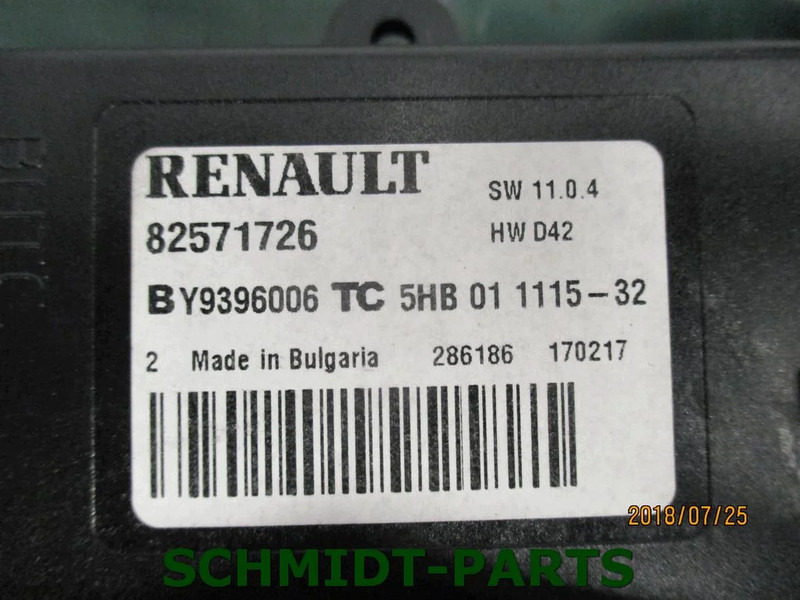 RENAULT SW 11.0.4
82571726 HW D42
BY9396006 TC 5HB 01 1115-32
2 Made in Bulgaria 286186 170217
2018/07/25
SCHMIDT-PARTS